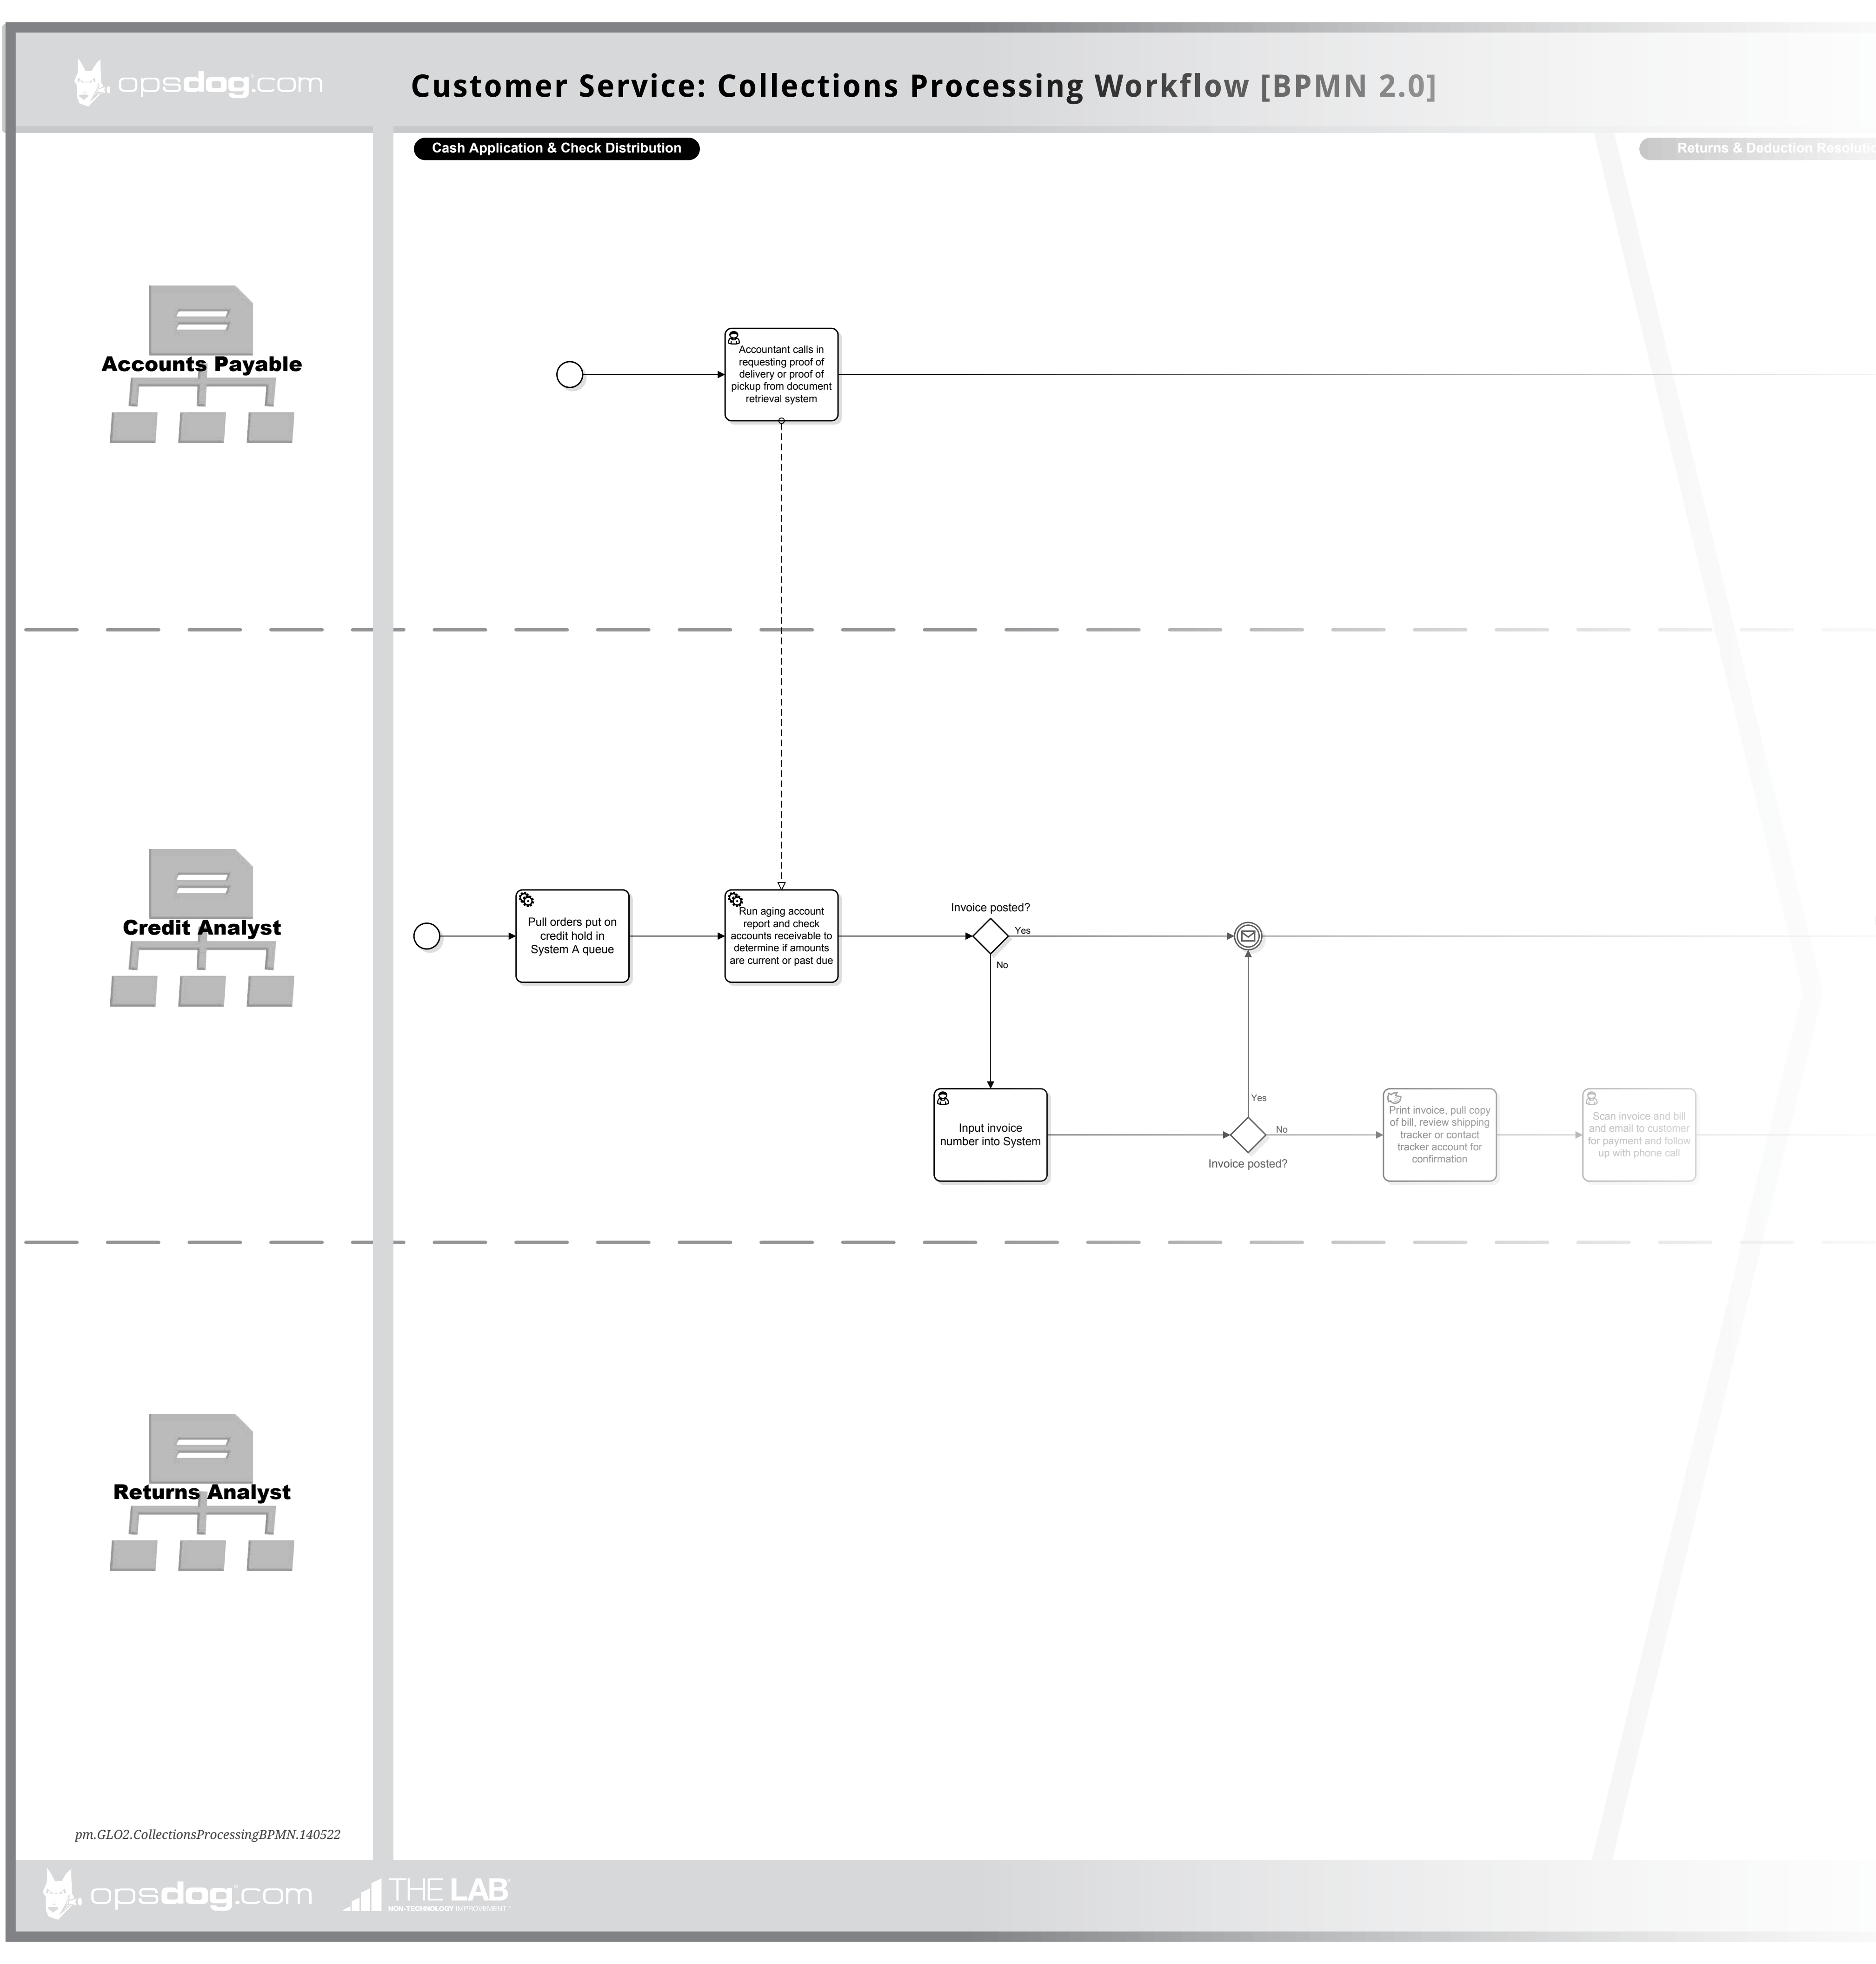 opsdog.com
Customer Service: Collections Processing Workflow [BPMN 2.0]
Cash Application & Check Distribution
Returns & Deduction
Accounts Payable
Accountant calls in
requesting proof of
delivery or proof of
pickup from document
retrieval system
Credit Analyst
Pull orders put on
credit hold in
System A queue
Run aging account
report and check
accounts receivable to
determine if amounts
are current or past due
Invoice posted?
Yes
No
Input invoice
number into System
Yes
No
Invoice posted?
Print invoice, pull copy
of bill, review shipping
tracker or contact
tracker account for
confirmation
Scan invoice and bill
and email to customer
for payment and follow
up with phone call
Returns Analyst
pm.GLO2.CollectionsProcessingBPMN.140522
opsdog.com
THE LAB
NON-TECHNOLOGY IMPROVEMENT